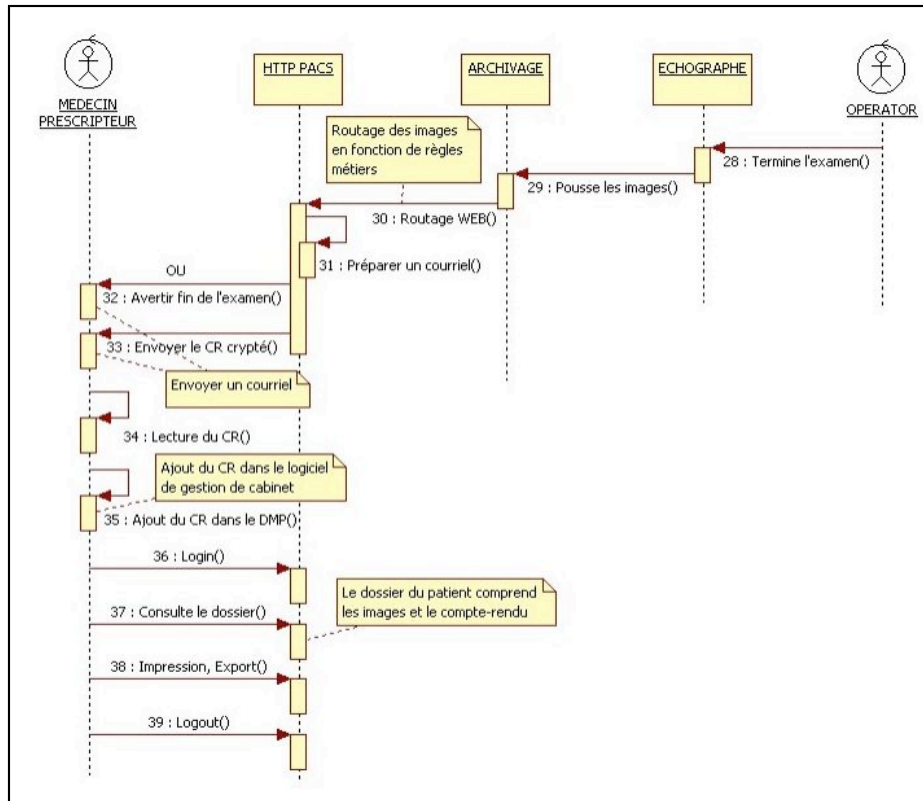 HTTP PACS
ARCHIVAGE
ECHOGRAPHE
MEDECIN
PRESCRIPTEUR
OPERATOR
Routage des images
en fonction de règles
métiers
28 : Termine l'examen()
29 : Pousse les images()
30 : Routage WEB()
31 : Préparer un courriel()
OU
32 : Avertir fin de l'examen()
33 : Envoyer le CR crypté()
Envoyer un courriel
34 : Lecture du CR()
Ajout du CR dans le logiciel
de gestion de cabinet
35 : Ajout du CR dans le DMP()
36 : Login()
Le dossier du patient comprend
les images et le compte-rendu
37 : Consulte le dossier()
38 : Impression, Export()
39 : Logout()